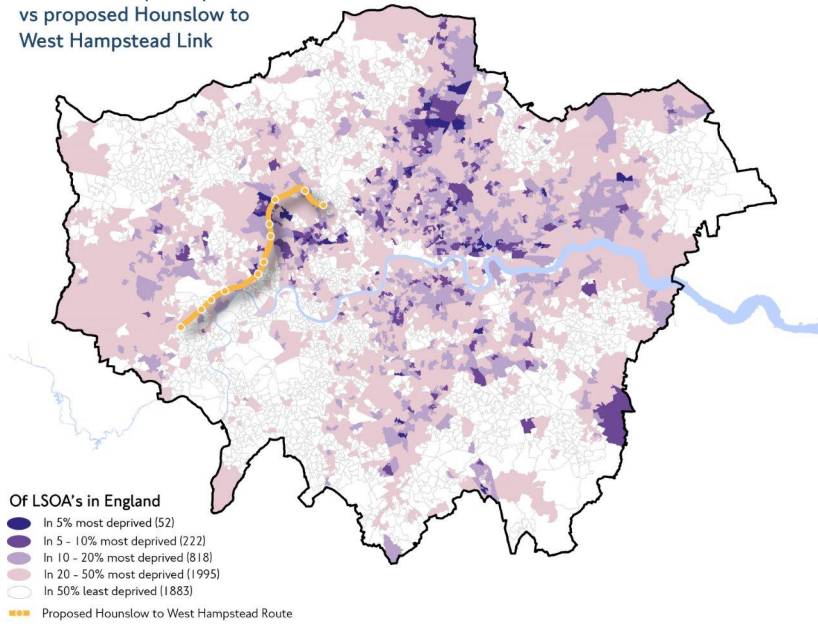 vs proposed Hounslow to
West Hampstead Link
Of LSOA's in England
In 5% most deprived (52)
In 5 - 10% most deprived (222)
In 10 - 20% most deprived (818)
In 20 - 50% most deprived (1995)
In 50% least deprived (1883)
Proposed Hounslow to West Hampstead Route